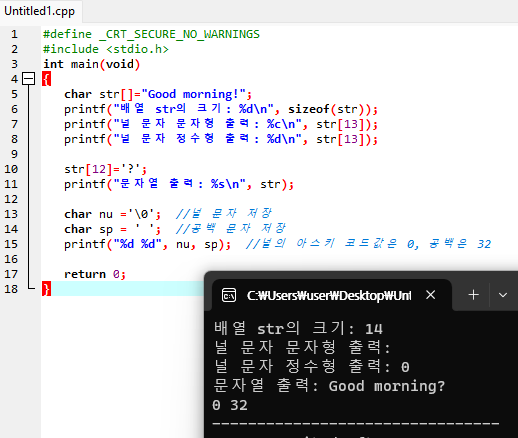 Untitled1.cpp
1 #define _CRT_SECURE_NO_WARNINGS
2 #include <stdio.h>
3 int main(void)
4 {
5 char str[]="Good morning!";
6 printf("배열 str의 크기: %d\n", sizeof(str));
7 printf("널 문자 문자형 출력: %c\n", str[13]);
8 printf("널 문자 정수형 출력: %d\n", str[13]);
9
10 str[12]='?';
11 printf("문자열 출력: %s\n", str);
12
13 char nu ='\0'; //널 문자 저장
14 char sp = ' '; //공백 문자 저장
15 printf("%d %d", nu, sp); //널의 아스키 코드값은 0, 공백은 32
16
17 return 0;
18 }
C:₩Users₩user₩Desktop₩Unt
배열 str의 크기: 14
널 문자 문자형 출력:
널 문자 정수형 출력: 0
문자열 출력: Good morning?
0 32
--------------------------------